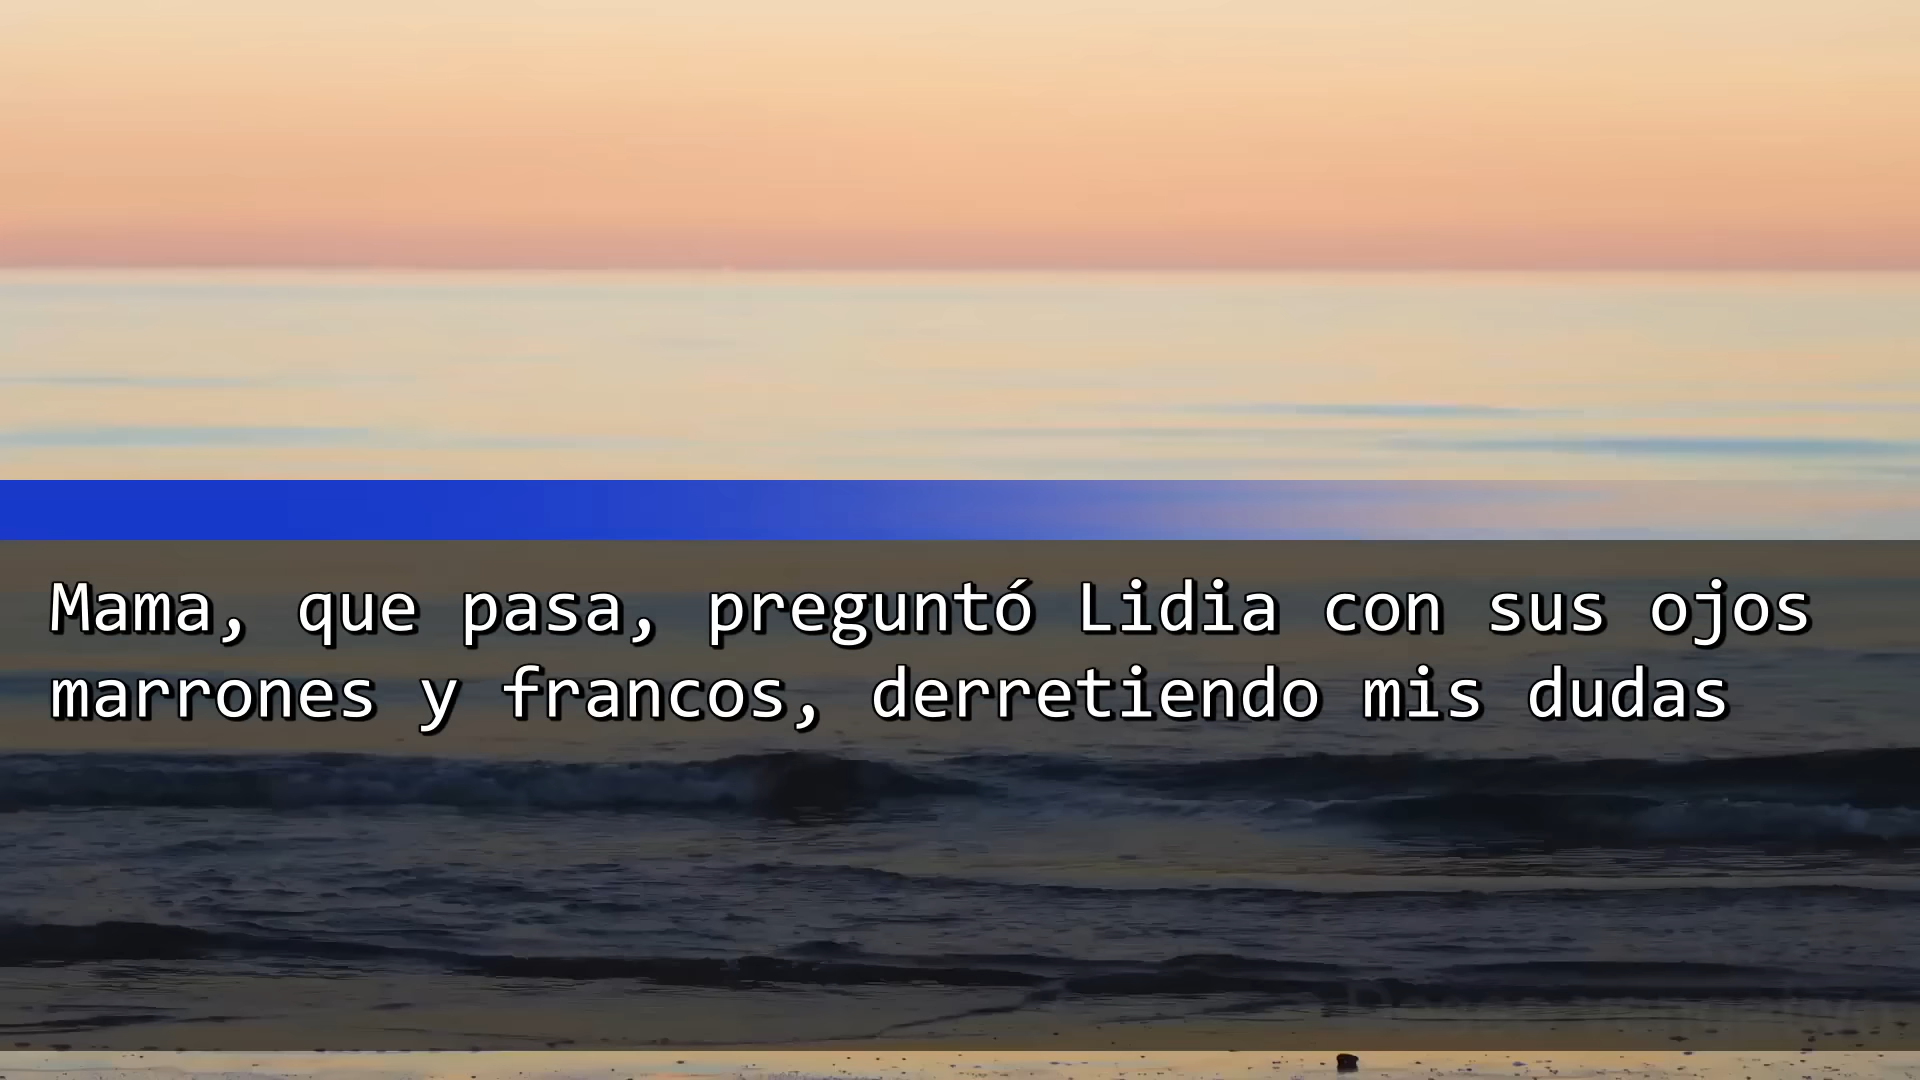 Mama, que pasa, preguntó Lidia con sus ojos
marrones y francos, derretiendo mis dudas